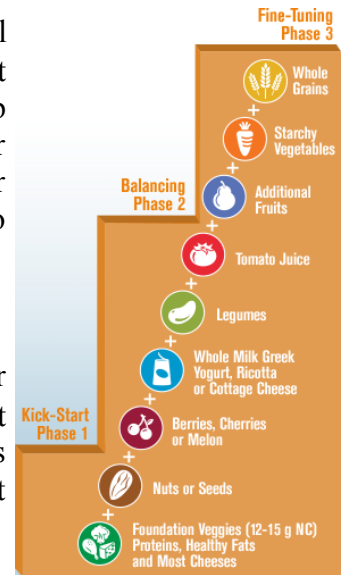 Fine-Tuning
Phase 3
Whole
Grains
+
Starchy
Vegetables
+
Balancing
Phase 2
Additional
Fruits
+
Tomato Juice
+
Legumes
+
Whole Milk Greek
Yogurt, Ricotta
or Cottage Cheese
+
Kick-Start
Phase 1
Berries, Cherries
or Melon
+
Nuts or Seeds
+
Foundation Veggies (12-15 g NC)
Proteins, Healthy Fats
and Most Cheeses